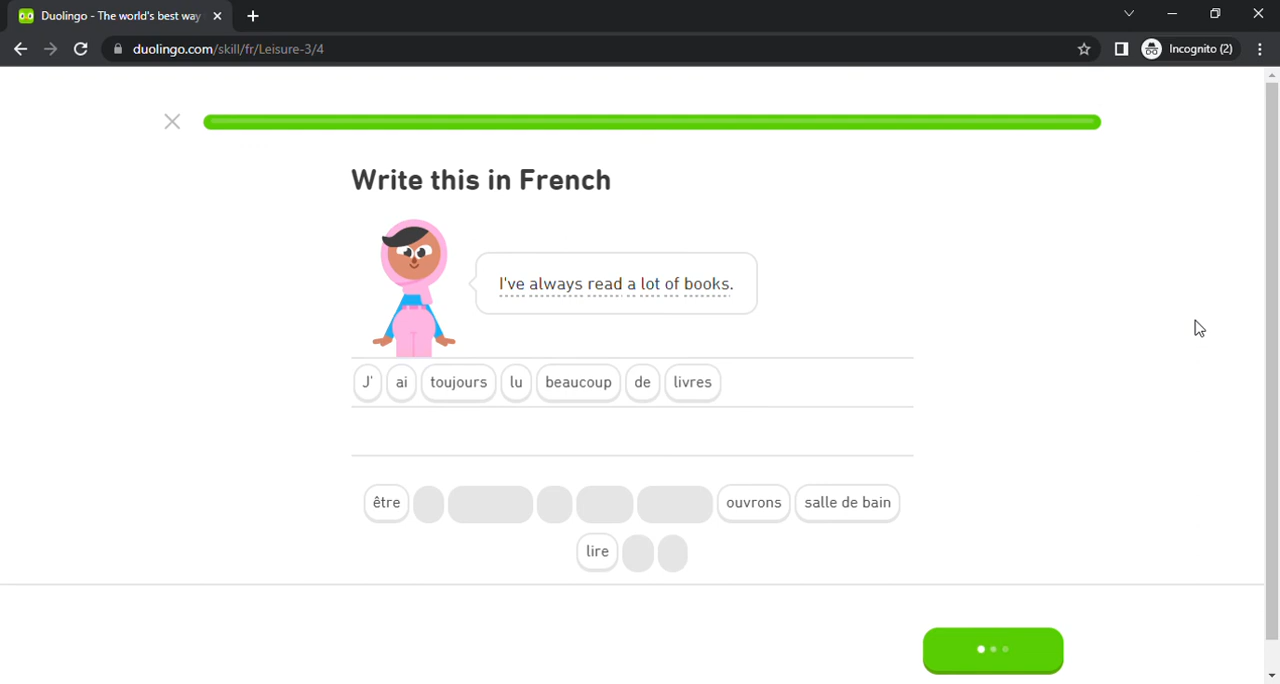 Duolingo - The world's best way
duolingo.com/skill/fr/Leisure-3/4
Incognito (2)
Write this in French
I've always read a lot of books.
J' ai toujours lu beaucoup de livres
être ouvrons salle de bain
lire